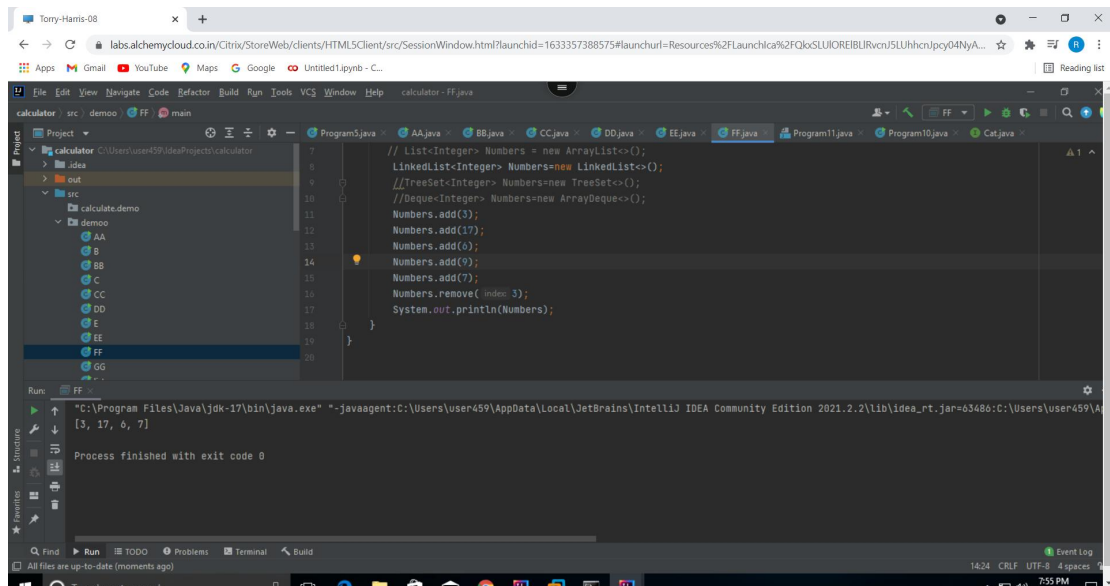 Torry-Harris-08
labs.alchemycloud.co.in/Citrix/StoreWeb/clients/HTML5Client/src/SessionWindow.html?launchid=1633357388575#launchurl=Resources%2FLaunchIca%2F
Apps Gmail YouTube Maps Google Untitled1.ipynb - C... Reading list
File Edit View Navigate Code Refactor Build Run Tools VCS Window Help calculator - FF.java
calculator src demoo FF main FF
Project Program5.java AA.java BB.java CC.java DD.java EE.java FF.java Program11.java Program10.java Cat.java
calculator C:\Users\user459\IdeaProjects\calculator
.idea
out
src
calculate.demo
demoo
AA
B
BB
C
CC
DD
E
EE
FF
GG
7 // List<Integer> Numbers = new ArrayList<>();
8 LinkedList<Integer> Numbers=new LinkedList<>();
9 //TreeSet<Integer> Numbers=new TreeSet<>();
10 //Deque<Integer> Numbers=new ArrayDeque<>();
11 Numbers.add(3);
12 Numbers.add(17);
13 Numbers.add(6);
14 Numbers.add(9);
15 Numbers.add(7);
16 Numbers.remove( index: 3);
17 System.out.println(Numbers);
18 }
19 }
20
1
Run: FF
"C:\Program Files\Java\jdk-17\bin\java.exe" "-javaagent:C:\Users\user459\AppData\Local\JetBrains\IntelliJ IDEA Community Edition 2021.2.2\lib\idea_rt.jar=63486:C:\Users\user459\Ap
[3, 17, 6, 7]
Process finished with exit code 0
Project
Structure
Favorites
Find Run TODO Problems Terminal Build 1 Event Log
All files are up-to-date (moments ago) 14:24 CRLF UTF-8 4 spaces
7:55 PM